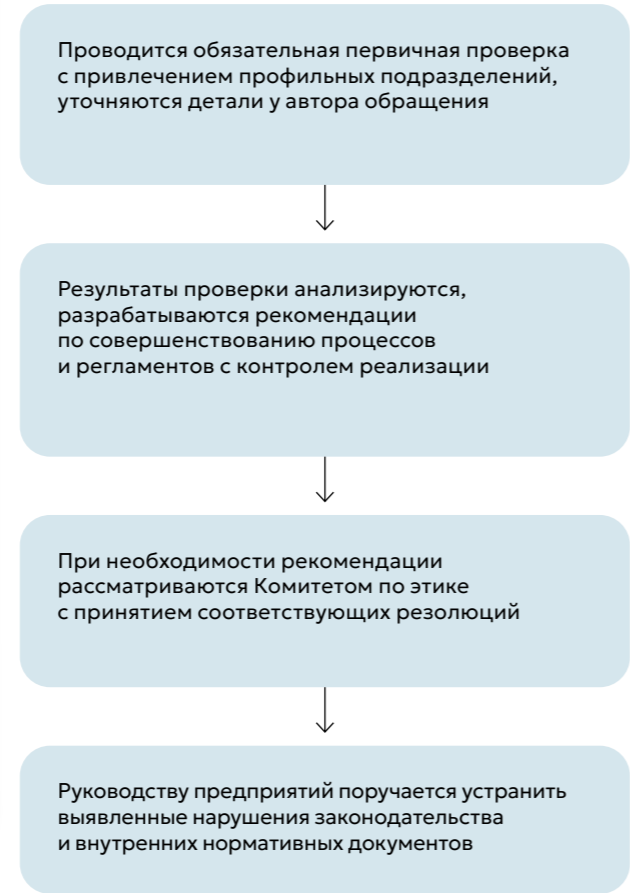 Проводится обязательная первичная проверка
с привлечением профильных подразделений,
уточняются детали у автора обращения
Результаты проверки анализируются,
разрабатываются рекомендации
по совершенствованию процессов
и регламентов с контролем реализации
При необходимости рекомендации
рассматриваются Комитетом по этике
с принятием соответствующих резолюций
Руководству предприятий поручается устранить
выявленные нарушения законодательства
и внутренних нормативных документов